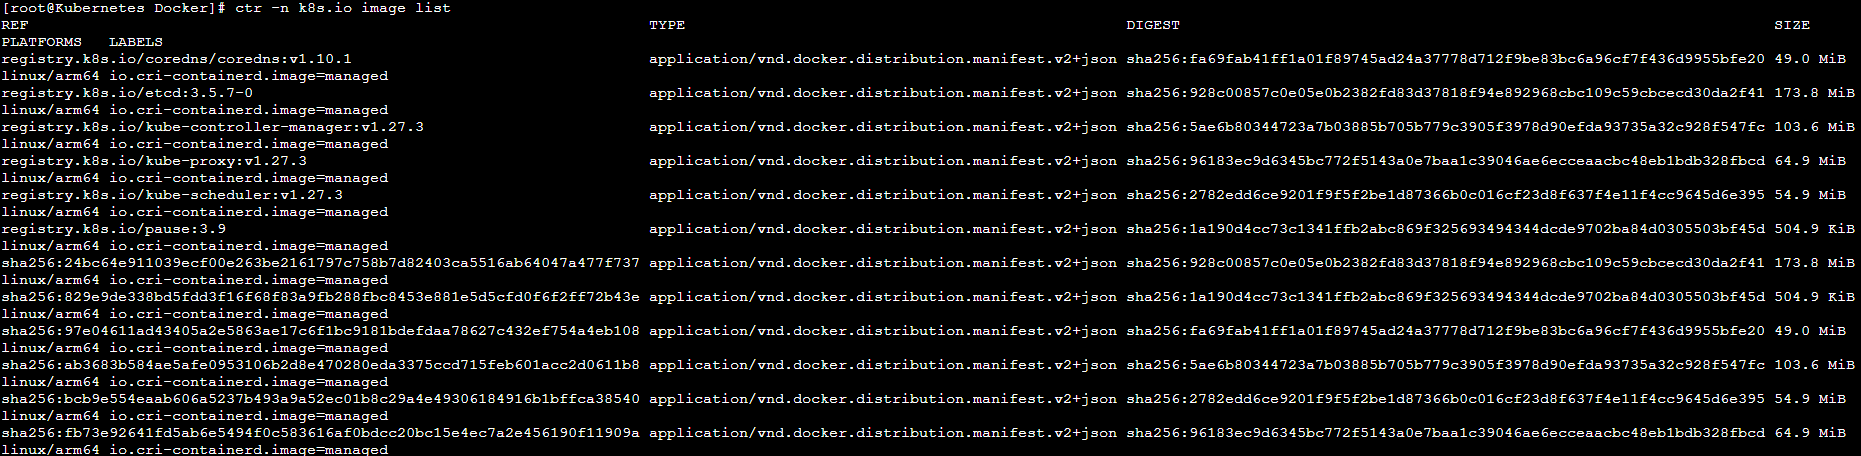 [root@Kubernetes Docker]# ctr -n k8s.io image list
REF TYPE DIGEST SIZE
PLATFORMS LABELS
registry.k8s.io/coredns/coredns:v1.10.1 application/vnd.docker.distribution.manifest.v2+json sha256:fa69fab41ff1a01f89745ad24a37778d712f9be83bc6a96cf7f436d9955bfe20 49.0 MiB
linux/arm64 io.cri-containerd.image=managed
registry.k8s.io/etcd:3.5.7-0 application/vnd.docker.distribution.manifest.v2+json sha256:928c00857c0e05e0b2382fd83d37818f94e892968cbc109c59cbcecd30da2f41 173.8 MiB
linux/arm64 io.cri-containerd.image=managed
registry.k8s.io/kube-controller-manager:v1.27.3 application/vnd.docker.distribution.manifest.v2+json sha256:5ae6b80344723a7b03885b705b779c3905f3978d90efda93735a32c928f547fc 103.6 MiB
linux/arm64 io.cri-containerd.image=managed
registry.k8s.io/kube-proxy:v1.27.3 application/vnd.docker.distribution.manifest.v2+json sha256:96183ec9d6345bc772f5143a0e7baa1c39046ae6ecceaacbc48eb1bdb328fbcd 64.9 MiB
linux/arm64 io.cri-containerd.image=managed
registry.k8s.io/kube-scheduler:v1.27.3 application/vnd.docker.distribution.manifest.v2+json sha256:2782edd6ce9201f9f5f2be1d87366b0c016cf23d8f637f4e11f4cc9645d6e395 54.9 MiB
linux/arm64 io.cri-containerd.image=managed
registry.k8s.io/pause:3.9 application/vnd.docker.distribution.manifest.v2+json sha256:1a190d4cc73c1341ffb2abc869f325693494344dcde9702ba84d0305503bf45d 504.9 KiB
linux/arm64 io.cri-containerd.image=managed
sha256:24bc64e911039ecf00e263be2161797c758b7d82403ca5516ab64047a477f737 application/vnd.docker.distribution.manifest.v2+json sha256:928c00857c0e05e0b2382fd83d37818f94e892968cbc109c59cbcecd30da2f41 173.8 MiB
linux/arm64 io.cri-containerd.image=managed
sha256:829e9de338bd5fdd3f16f68f83a9fb288fbc8453e881e5d5cfd0f6f2ff72b43e application/vnd.docker.distribution.manifest.v2+json sha256:1a190d4cc73c1341ffb2abc869f325693494344dcde9702ba84d0305503bf45d 504.9 KiB
linux/arm64 io.cri-containerd.image=managed
sha256:97e04611ad43405a2e5863ae17c6f1bc9181bdefdaa78627c432ef754a4eb108 application/vnd.docker.distribution.manifest.v2+json sha256:fa69fab41ff1a01f89745ad24a37778d712f9be83bc6a96cf7f436d9955bfe20 49.0 MiB
linux/arm64 io.cri-containerd.image=managed
sha256:ab3683b584ae5afe0953106b2d8e470280eda3375ccd715feb601acc2d0611b8 application/vnd.docker.distribution.manifest.v2+json sha256:5ae6b80344723a7b03885b705b779c3905f3978d90efda93735a32c928f547fc 103.6 MiB
linux/arm64 io.cri-containerd.image=managed
sha256:bcb9e554eaab606a5237b493a9a52ec01b8c29a4e49306184916b1bffca38540 application/vnd.docker.distribution.manifest.v2+json sha256:2782edd6ce9201f9f5f2be1d87366b0c016cf23d8f637f4e11f4cc9645d6e395 54.9 MiB
linux/arm64 io.cri-containerd.image=managed
sha256:fb73e92641fd5ab6e5494f0c583616af0bdcc20bc15e4ec7a2e456190f11909a application/vnd.docker.distribution.manifest.v2+json sha256:96183ec9d6345bc772f5143a0e7baa1c39046ae6ecceaacbc48eb1bdb328fbcd 64.9 MiB
linux/arm64 io.cri-containerd.image=managed